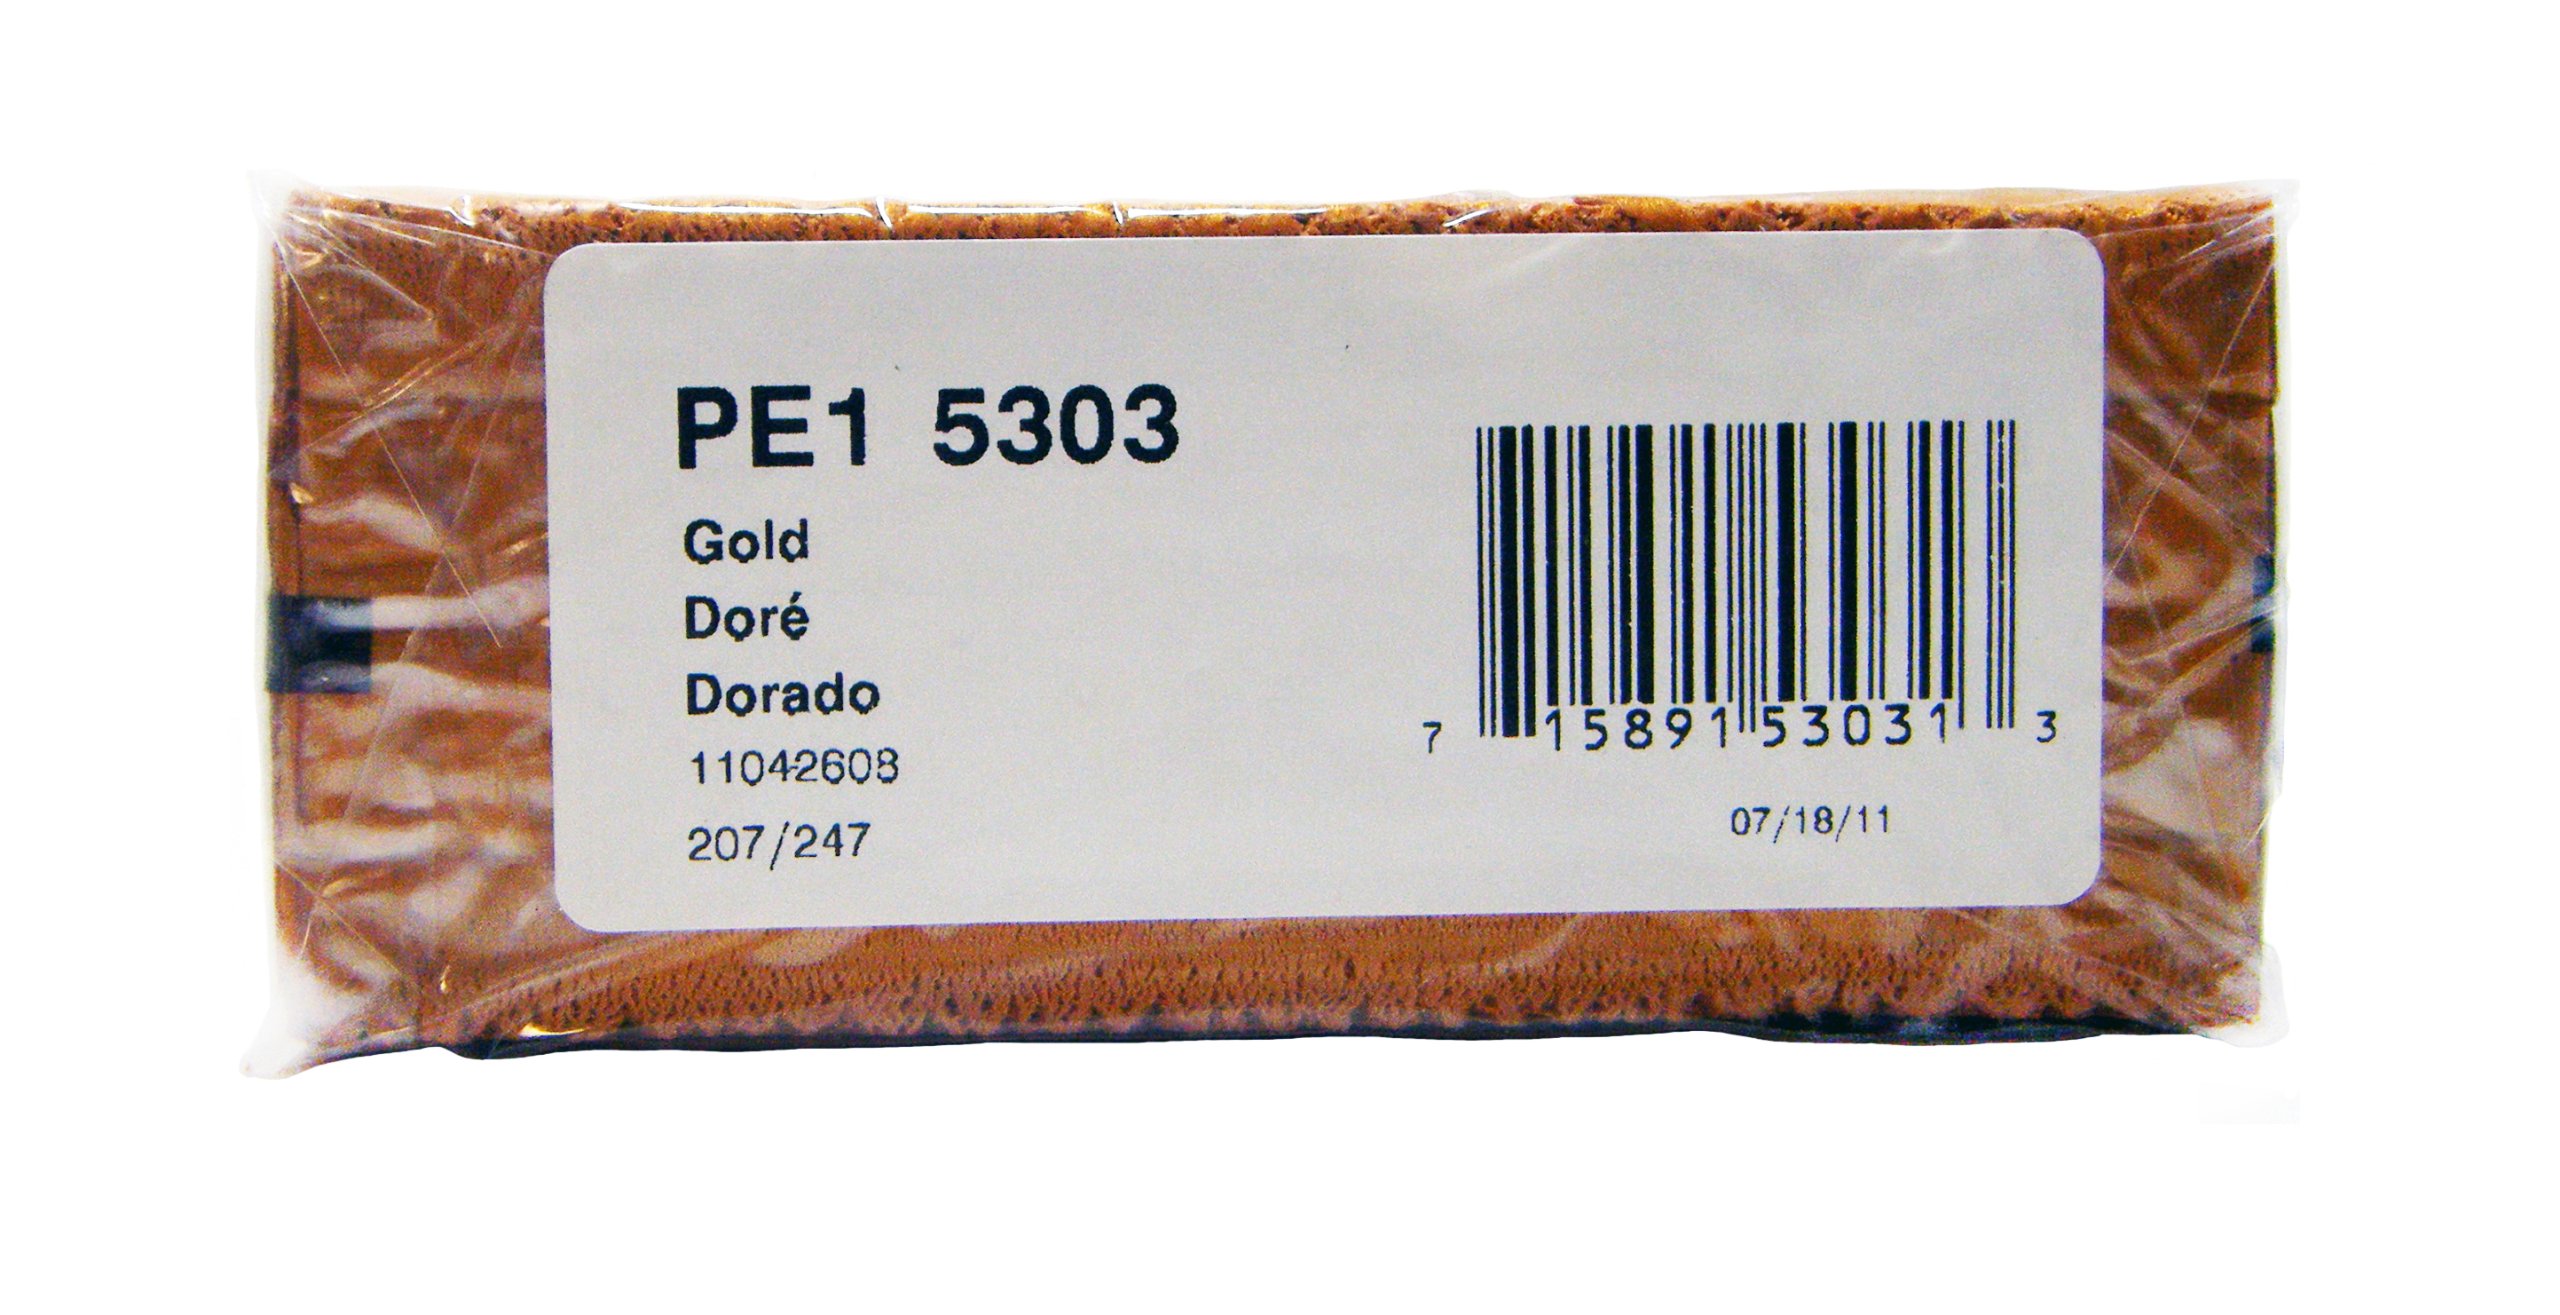 PE1 5303
Gold
Doré
Dorado
11042608
207/247
7 15891 53031 3
07/18/11